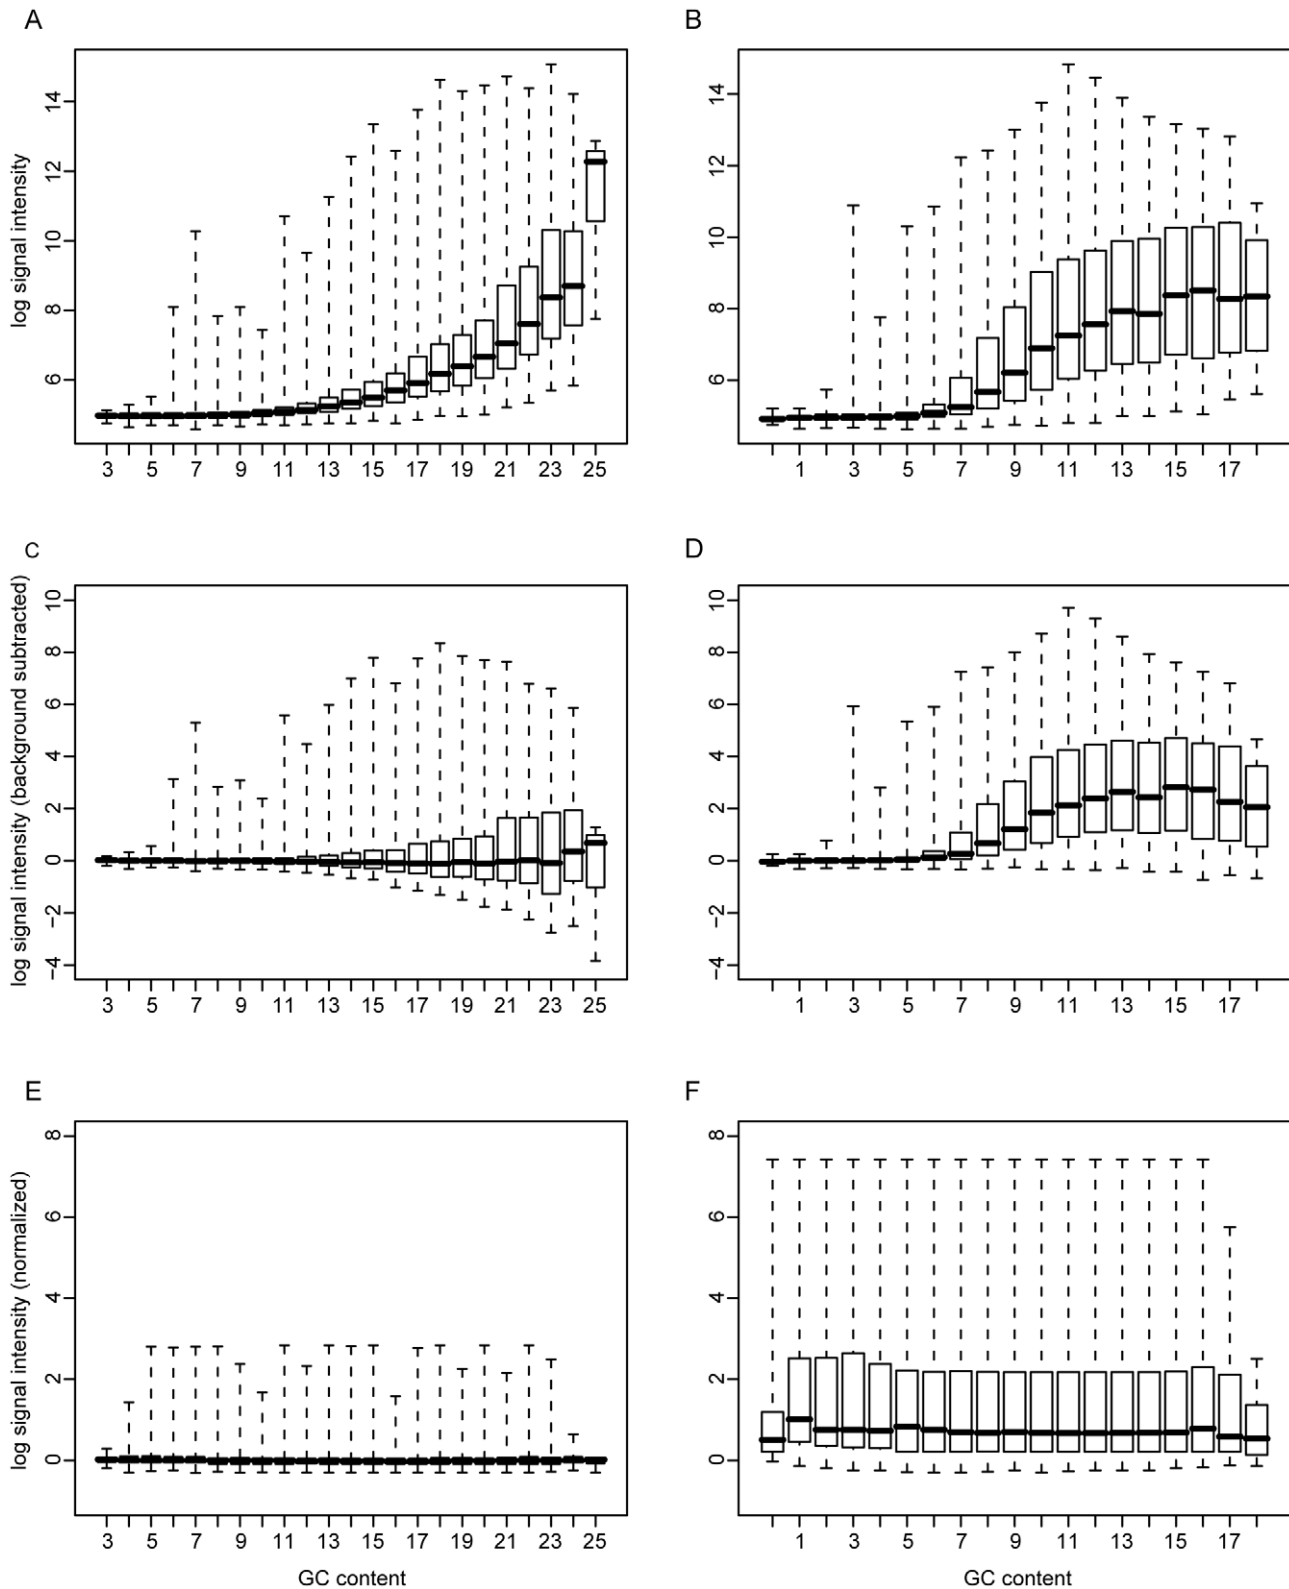 A
B
log signal intensity
14
12
10
8
6
3 5 7 9 11 13 15 17 19 21 23 25
14
12
10
8
6
1 3 5 7 9 11 13 15 17
C
D
log signal intensity (background subtracted)
10
8
6
4
2
0
−2
−4
3 5 7 9 11 13 15 17 19 21 23 25
10
8
6
4
2
0
−2
−4
1 3 5 7 9 11 13 15 17
E
F
log signal intensity (normalized)
8
6
4
2
0
3 5 7 9 11 13 15 17 19 21 23 25
GC content
8
6
4
2
0
1 3 5 7 9 11 13 15 17
GC content